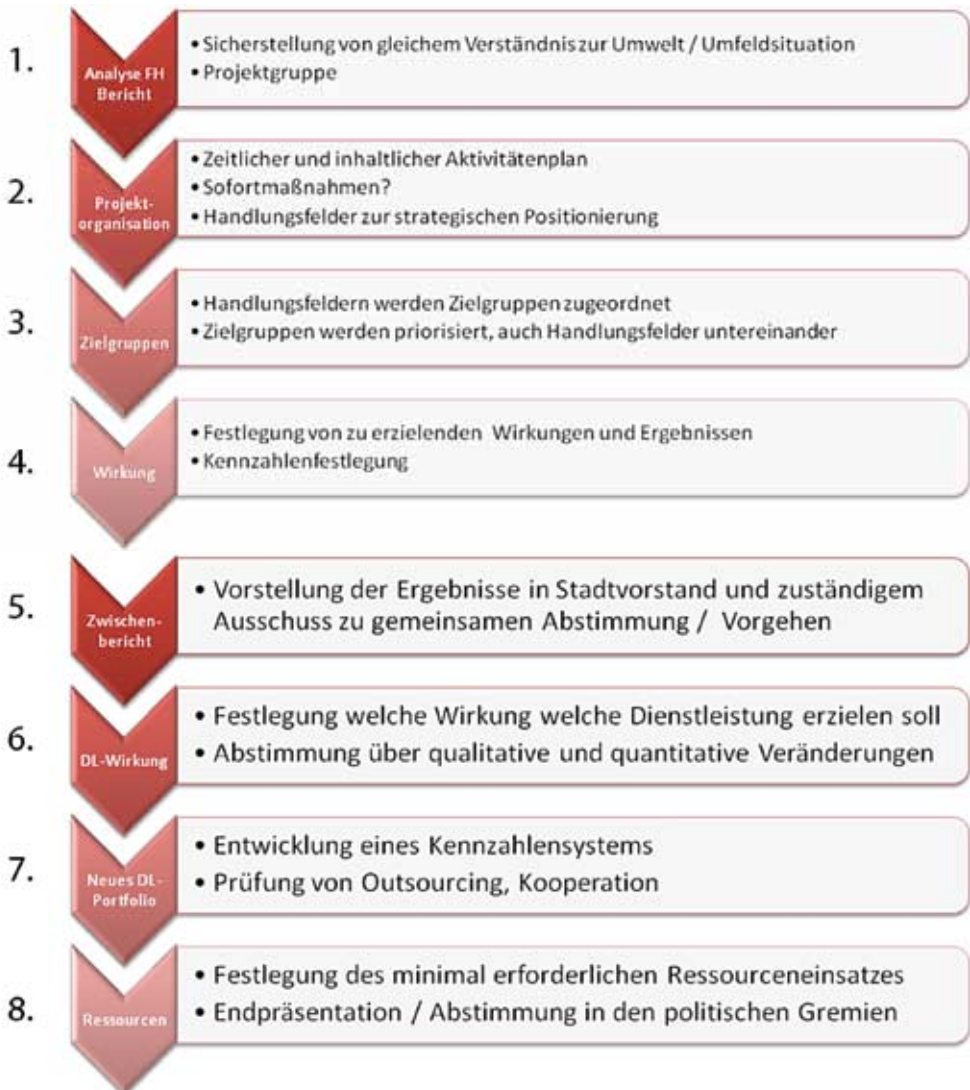 1.
Analyse FH
Bericht
• Sicherstellung von gleichem Verständnis zur Umwelt / Umfeldsituation
• Projektgruppe
2.
Projekt-
organisation
• Zeitlicher und inhaltlicher Aktivitätenplan
• Sofortmaßnahmen?
• Handlungsfelder zur strategischen Positionierung
3.
Zielgruppen
• Handlungsfeldern werden Zielgruppen zugeordnet
• Zielgruppen werden priorisiert, auch Handlungsfelder untereinander
4.
Wirkung
• Festlegung von zu erzielenden Wirkungen und Ergebnissen
• Kennzahlenfestlegung
5.
Zwischen-
bericht
• Vorstellung der Ergebnisse in Stadtvorstand und zuständigem
Ausschuss zu gemeinsamen Abstimmung / Vorgehen
6.
DL-Wirkung
• Festlegung welche Wirkung welche Dienstleistung erzielen soll
• Abstimmung über qualitative und quantitative Veränderungen
7.
Neues DL-
Portfolio
• Entwicklung eines Kennzahlensystems
• Prüfung von Outsourcing, Kooperation
8.
Ressourcen
• Festlegung des minimal erforderlichen Ressourceneinsatzes
• Endpräsentation / Abstimmung in den politischen Gremien